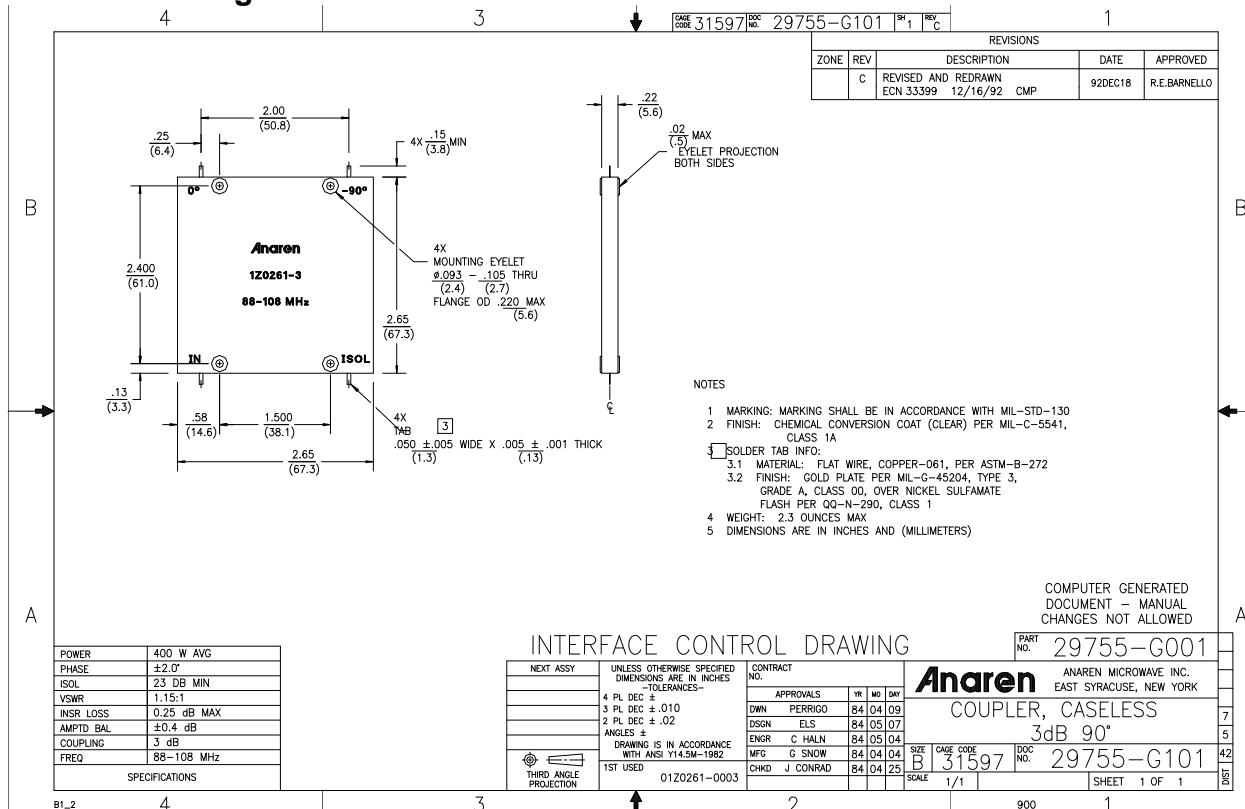 4 3 1
CAGE CODE 31597 DOC NO. 29755-G101 SH 1 REV C
REVISIONS
ZONE REV DESCRIPTION DATE APPROVED
C REVISED AND REDRAWN
ECN 33399 12/16/92 CMP 92DEC18 R.E.BARNELLO
2.00
(50.8)
.25
(6.4)
4X .15 MIN
(3.8)
.22
(5.6)
.02 MAX
(.5)
EYELET PROJECTION
BOTH SIDES
0° -90°
B B
Anaren
1Z0261-3
88-108 MHz
2.400
(61.0)
4X
MOUNTING EYELET
ø.093 - .105 THRU
(2.4) (2.7)
FLANGE OD .220 MAX
(5.6)
2.65
(67.3)
IN ISOL
.13
(3.3)
.58
(14.6)
1.500
(38.1)
2.65
(67.3)
4X
TAB 3
.050 ±.005 WIDE X .005 ± .001 THICK
(1.3) (.13)
℄
NOTES
1 MARKING: MARKING SHALL BE IN ACCORDANCE WITH MIL-STD-130
2 FINISH: CHEMICAL CONVERSION COAT (CLEAR) PER MIL-C-5541,
CLASS 1A
3 SOLDER TAB INFO:
3.1 MATERIAL: FLAT WIRE, COPPER-061, PER ASTM-B-272
3.2 FINISH: GOLD PLATE PER MIL-G-45204, TYPE 3,
GRADE A, CLASS 00, OVER NICKEL SULFAMATE
FLASH PER QQ-N-290, CLASS 1
4 WEIGHT: 2.3 OUNCES MAX
5 DIMENSIONS ARE IN INCHES AND (MILLIMETERS)
COMPUTER GENERATED
DOCUMENT - MANUAL
CHANGES NOT ALLOWED
A A
POWER 400 W AVG
PHASE ±2.0°
ISOL 23 DB MIN
VSWR 1.15:1
INSR LOSS 0.25 dB MAX
AMPTD BAL ±0.4 dB
COUPLING 3 dB
FREQ 88-108 MHz
SPECIFICATIONS
INTERFACE CONTROL DRAWING
PART NO. 29755-G001
NEXT ASSY
THIRD ANGLE
PROJECTION
UNLESS OTHERWISE SPECIFIED
DIMENSIONS ARE IN INCHES
-TOLERANCES-
4 PL DEC ±
3 PL DEC ± .010
2 PL DEC ± .02
ANGLES ±
DRAWING IS IN ACCORDANCE
WITH ANSI Y14.5M-1982
1ST USED
01Z0261-0003
CONTRACT
NO.
APPROVALS YR MO DAY
DWN PERRIGO 84 04 09
DSGN ELS 84 05 07
ENGR C HALN 84 05 04
MFG G SNOW 84 04 04
CHKD J CONRAD 84 04 25
Anaren
ANAREN MICROWAVE INC.
EAST SYRACUSE, NEW YORK
COUPLER, CASELESS
3dB 90°
SIZE B CAGE CODE 31597 DOC NO. 29755-G101
SCALE 1/1 SHEET 1 OF 1
7
5
42
DIST
B1_2 4 3 2 900 1